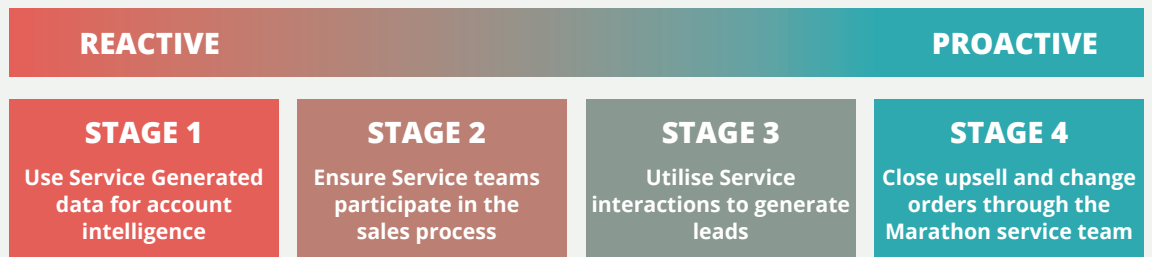 REACTIVE
PROACTIVE
STAGE 1
Use Service Generated
data for account
intelligence
STAGE 2
Ensure Service teams
participate in the
sales process
STAGE 3
Utilise Service
interactions to generate
leads
STAGE 4
Close upsell and change
orders through the
Marathon service team